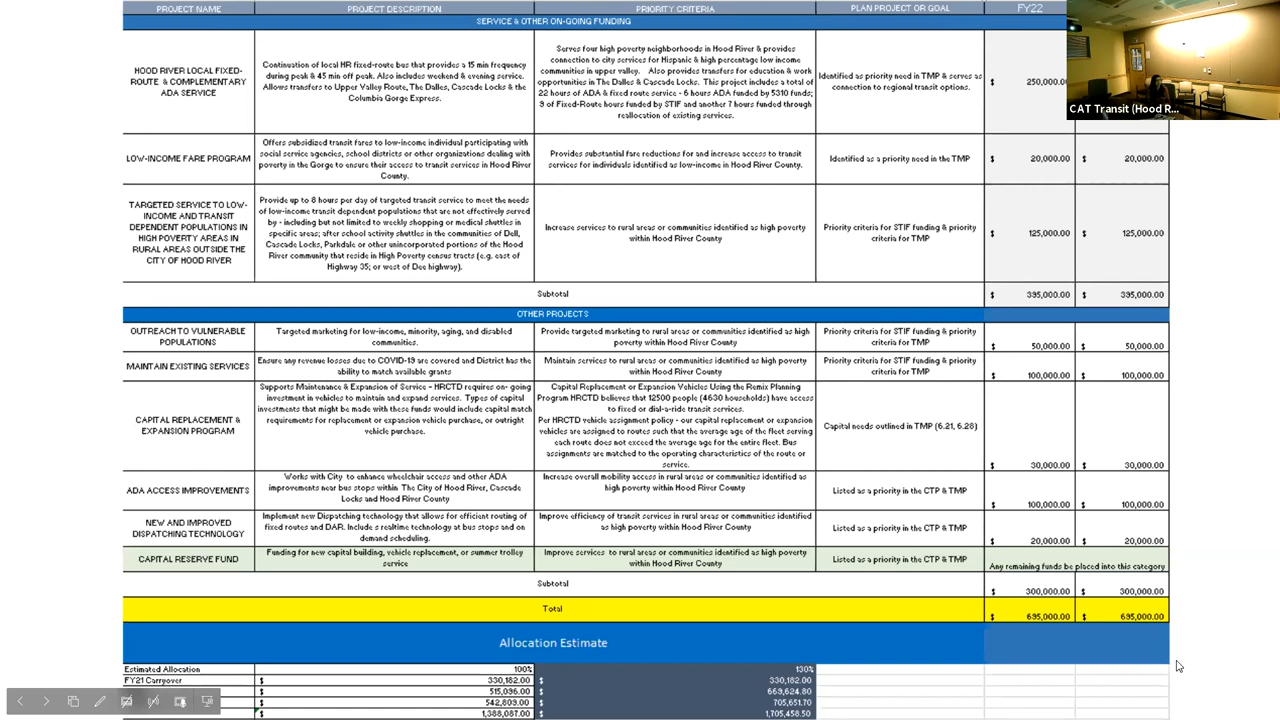 PROJECT NAME PROJECT DESCRIPTION PRIORITY CRITERIA PLAN PROJECT OR GOAL FY22
SERVICE & OTHER ON-GOING FUNDING
HOOD RIVER LOCAL FIXED-
ROUTE & COMPLEMENTARY
ADA SERVICE
Continuation of local HR fixed-route bus that provides a 15 min frequency
during peak & 45 min off peak. Also includes weekend & evening service.
Allows transfers to Upper Valley Route, The Dalles, Cascade Locks & the
Columbia Gorge Express.
Serves four high poverty neighborhoods in Hood River & provides
connection to city services for Hispanic & high percentage low income
communities in upper valley. Also provides transfers for education & work
opportunities in The Dalles & Cascade Locks. This project includes a total of
22 hours of ADA & fixed route service - 6 hours ADA funded by 5310 funds;
9 of Fixed-Route hours funded by STIF and another 7 hours funded through
reallocation of existing services.
Identified as priority need in TMP & serves as
connection to regional transit options.
$ 250,000.0
CAT Transit (Hood R...
LOW-INCOME FARE PROGRAM
Offers subsidized transit fares to low-income individual participating with
social service agencies, school districts or other organizations dealing with
poverty in the Gorge to ensure their access to transit services in Hood River
County.
Provides substantial fare reductions for and increase access to transit
services for individuals identified as low-income in Hood River County.
Identified as a priority need in the TMP
$ 20,000.00 $ 20,000.00
TARGETED SERVICE TO LOW-
INCOME AND TRANSIT
DEPENDENT POPULATIONS IN
HIGH POVERTY AREAS IN
RURAL AREAS OUTSIDE THE
CITY OF HOOD RIVER
Provide up to 8 hours per day of targeted transit service to meet the needs
of low-income transit dependent populations that are not effectively served
by - including but not limited to weekly shopping or medical shuttles in
specific areas; after school activity shuttles in the communities of Dell,
Cascade Locks, Parkdale or other unincorporated portions of the Hood
River community that reside in High Poverty census tracts (e.g. east of
Highway 35; or west of Dee highway).
Increase services to rural areas or communities identified as high poverty
within Hood River County
Priority criteria for STIF funding & priority
criteria for TMP
$ 125,000.00 $ 125,000.00
Subtotal $ 395,000.00 $ 395,000.00
OTHER PROJECTS
OUTREACH TO VULNERABLE
POPULATIONS
Targeted marketing for low-income, minority, aging, and disabled
communities.
Provide targeted marketing to rural areas or communities identified as high
poverty within Hood River County
Priority criteria for STIF funding & priority
criteria for TMP
$ 50,000.00 $ 50,000.00
MAINTAIN EXISTING SERVICES
Ensure any revenue losses due to COVID-19 are covered and District has the
ability to match available grants
Maintain services to rural areas or communities identified as high poverty
within Hood River County
Priority criteria for STIF funding & priority
criteria for TMP
$ 100,000.00 $ 100,000.00
CAPITAL REPLACEMENT &
EXPANSION PROGRAM
Supports Maintenance & Expansion of Service - HRCTD requires on- going
investment in vehicles to maintain and expand services. Types of capital
investments that might be made with these funds would include capital match
requirements for replacement or expansion vehicle purchase, or outright
vehicle purchase.
Capital Replacement or Expansion Vehicles Using the Remix Planning
Program HRCTD believes that 12500 people (4630 households) have access
to fixed or dial-a-ride transit services.
Per HRCTD vehicle assignment policy - our capital replacement or expansion
vehicles are assigned to routes such that the average age of the fleet serving
each route does not exceed the average age for the entire fleet. Bus
assignments are matched to the operating characteristics of the route or
service.
Capital needs outlined in TMP (6.21, 6.28)
$ 30,000.00 $ 30,000.00
ADA ACCESS IMPROVEMENTS
Works with City to enhance wheelchair access and other ADA
improvements near bus stops within The City of Hood River, Cascade
Locks and Hood River County
Increase overall mobility access in rural areas or communities identified as
high poverty within Hood River County
Listed as a priority in the CTP & TMP
$ 100,000.00 $ 100,000.00
NEW AND IMPROVED
DISPATCHING TECHNOLOGY
Implement new Dispatching technology that allows for efficient routing of
fixed routes and DAR. Include s realtime technology at bus stops and on
demand scheduling.
Improve efficiency of transit services in rural areas or communities identified
as high poverty within Hood River County
Listed as a priority in the CTP & TMP
$ 20,000.00 $ 20,000.00
CAPITAL RESERVE FUND
Funding for new capital building, vehicle replacement, or summer trolley
service
Improve services to rural areas or communities identified as high poverty
within Hood River County
Listed as a priority in the CTP & TMP
Any remaining funds be placed into this category
Subtotal $ 300,000.00 $ 300,000.00
Total $ 695,000.00 $ 695,000.00
Allocation Estimate
Estimated Allocation 100% 130%
FY21 Carryover $ 330,182.00 $ 330,182.00
$ 515,096.00 $ 669,624.80
$ 542,809.00 $ 705,651.70
$ 1,388,087.00 $ 1,705,458.50